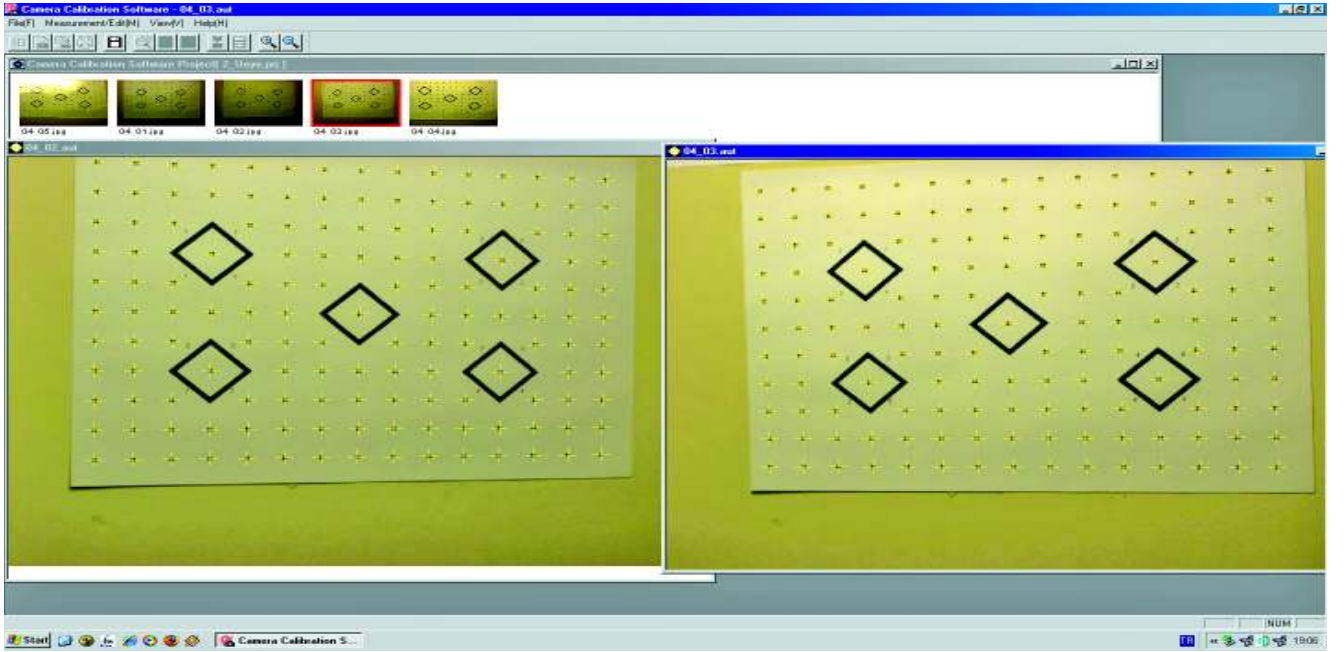 Camera Calibration Software - 04_03.aut
File(F) Measurement/Edit(M) View(V) Help(H)
Camera Calibration Software Project
04 05.jpg 04 01.jpg 04 02.jpg 04 03.jpg 04 04.jpg
04_02.aut
04_03.aut
NUM
Start
Camera Calibration S...
19:06